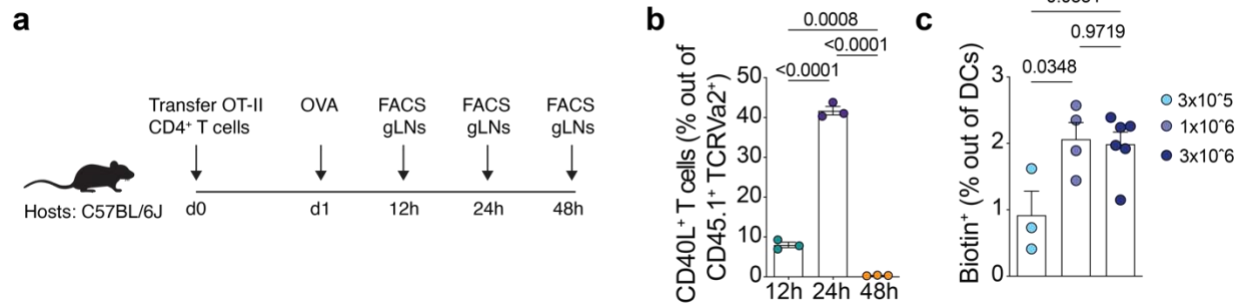 a
Transfer OT-II OVA FACS FACS FACS
CD4⁺ T cells gLNs gLNs gLNs
Hosts: C57BL/6J d0 d1 12h 24h 48h
b
CD40L⁺ T cells (% out of
CD45.1⁺ TCRVa2⁺)
0.0008
<0.0001
<0.0001
50
40
30
20
10
0
12h 24h 48h
c
Biotin⁺ (% out of DCs)
0.9719
0.0348
3
2
1
0
3x10^5
1x10^6
3x10^6